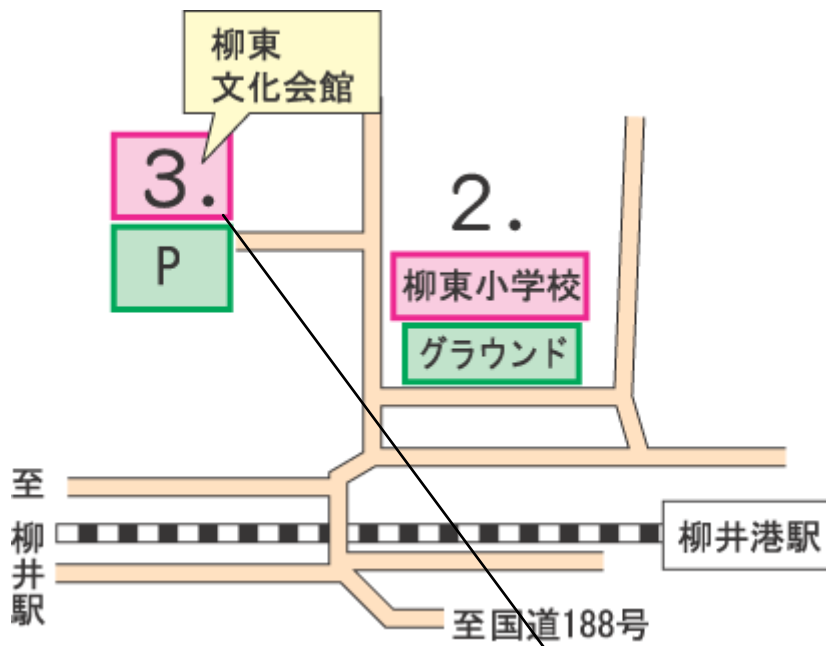 柳東
文化会館
3.
P
2.
柳東小学校
グラウンド
至
柳
井
駅
柳井港駅
至国道188号